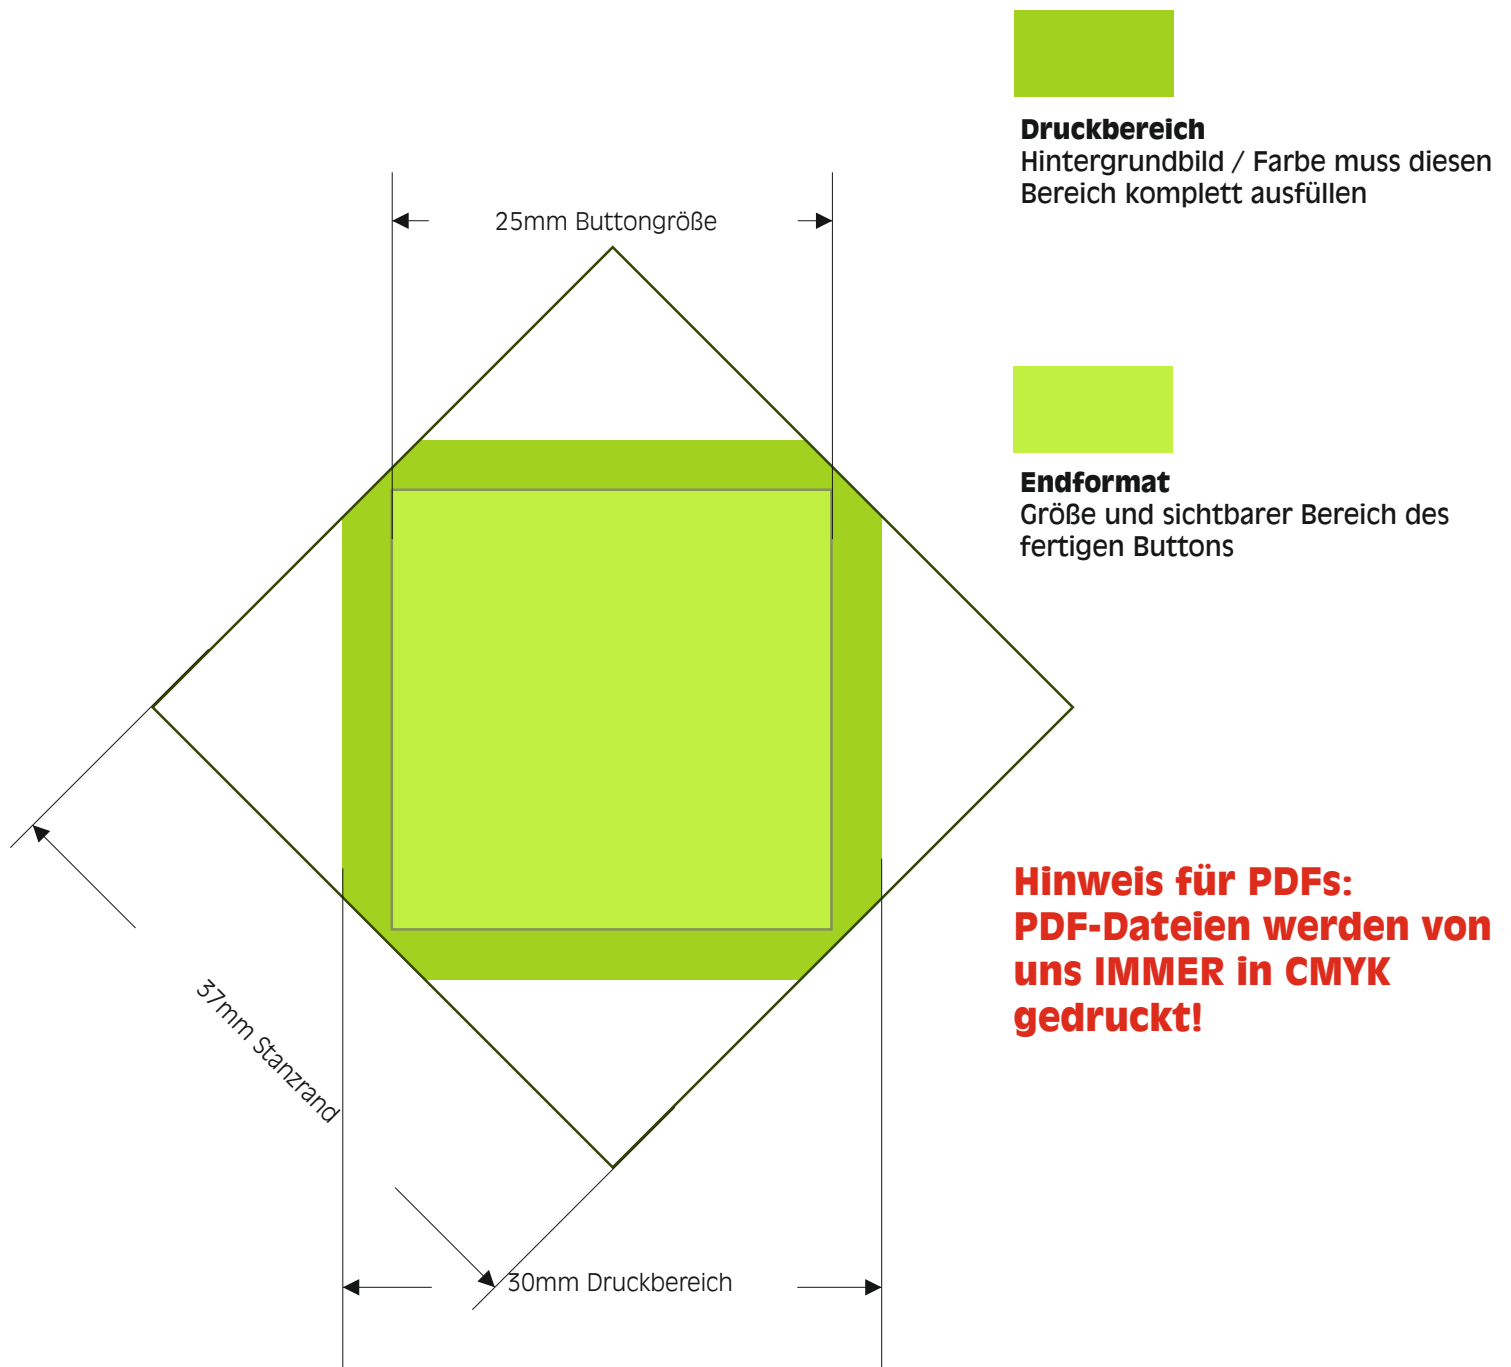 Druckbereich
Hintergrundbild / Farbe muss diesen
Bereich komplett ausfüllen
25mm Buttongröße
Endformat
Größe und sichtbarer Bereich des
fertigen Buttons
Hinweis für PDFs:
PDF-Dateien werden von
uns IMMER in CMYK
gedruckt!
37mm Stanzrand
30mm Druckbereich